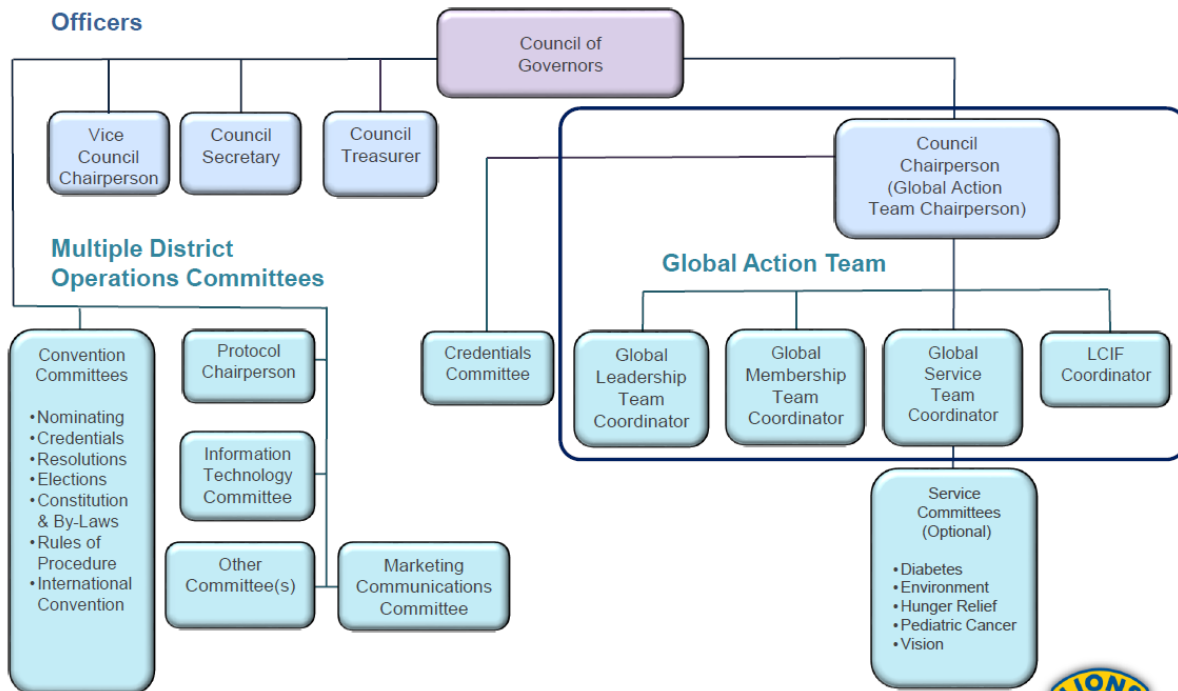 Officers
Council of
Governors
Vice
Council
Chairperson
Council
Secretary
Council
Treasurer
Council
Chairperson
(Global Action
Team Chairperson)
Multiple District
Operations Committees
Global Action Team
Convention
Committees
•Nominating
•Credentials
•Resolutions
•Elections
•Constitution
& By-Laws
•Rules of
Procedure
•International
Convention
Protocol
Chairperson
Information
Technology
Committee
Other
Committee(s)
Marketing
Communications
Committee
Credentials
Committee
Global
Leadership
Team
Coordinator
Global
Membership
Team
Coordinator
Global
Service
Team
Coordinator
LCIF
Coordinator
Service
Committees
(Optional)
•Diabetes
•Environment
•Hunger Relief
•Pediatric Cancer
•Vision
LIONS